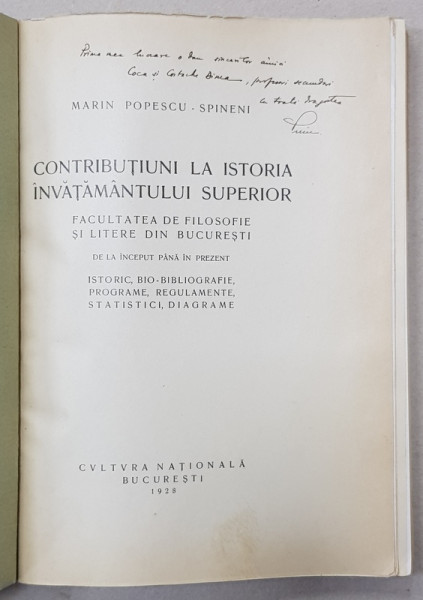 Prima mea lucrare o dau sincerilor amici
Coca și Costache Dinca, profesori
cu toată dragostea
MARIN POPESCU - SPINENI
CONTRIBUȚIUNI LA ISTORIA
ÎNVĂȚĂMÂNTULUI SUPERIOR
FACULTATEA DE FILOSOFIE
ȘI LITERE DIN BUCUREȘTI
DE LA ÎNCEPUT PÂNĂ ÎN PREZENT
ISTORIC, BIO-BIBLIOGRAFIE,
PROGRAME, REGULAMENTE,
STATISTICI, DIAGRAME
CVLTVRA NAȚIONALĂ
BUCUREȘTI
1928